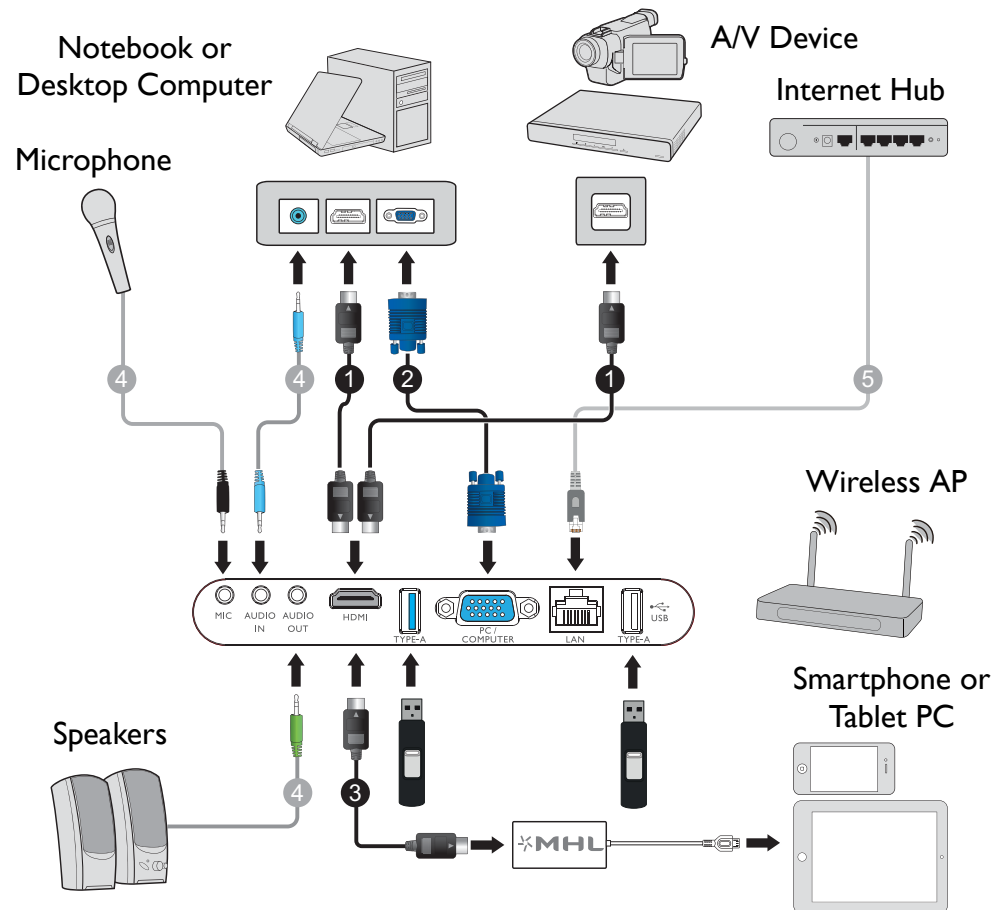 Notebook or
Desktop Computer
A/V Device
Internet Hub
Microphone
4
4
1
2
1
5
Wireless AP
MIC
AUDIO
IN
AUDIO
OUT
HDMI
TYPE-A
PC /
COMPUTER
LAN
TYPE-A
USB
Smartphone or
Tablet PC
Speakers
4
3
MHL